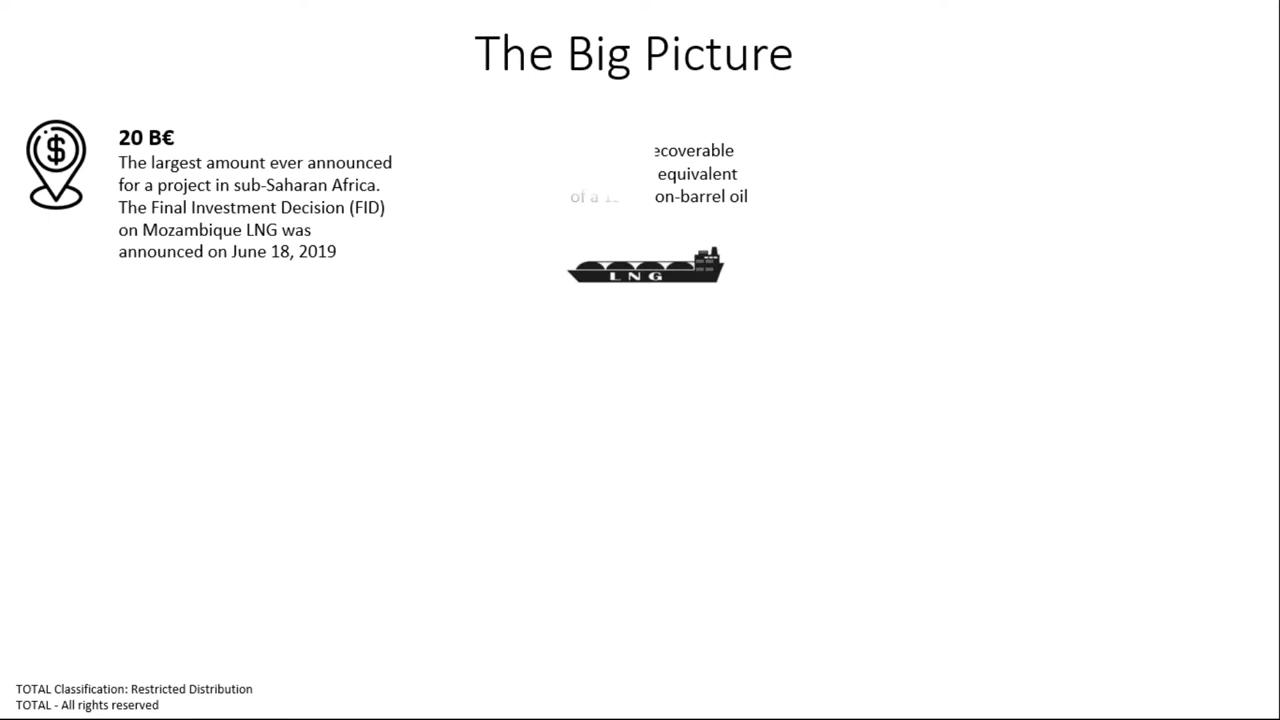 The Big Picture
20 B€
The largest amount ever announced
for a project in sub-Saharan Africa.
The Final Investment Decision (FID)
on Mozambique LNG was
announced on June 18, 2019
ecoverable
equivalent
of a on-barrel oil
LNG
TOTAL Classification: Restricted Distribution
TOTAL - All rights reserved